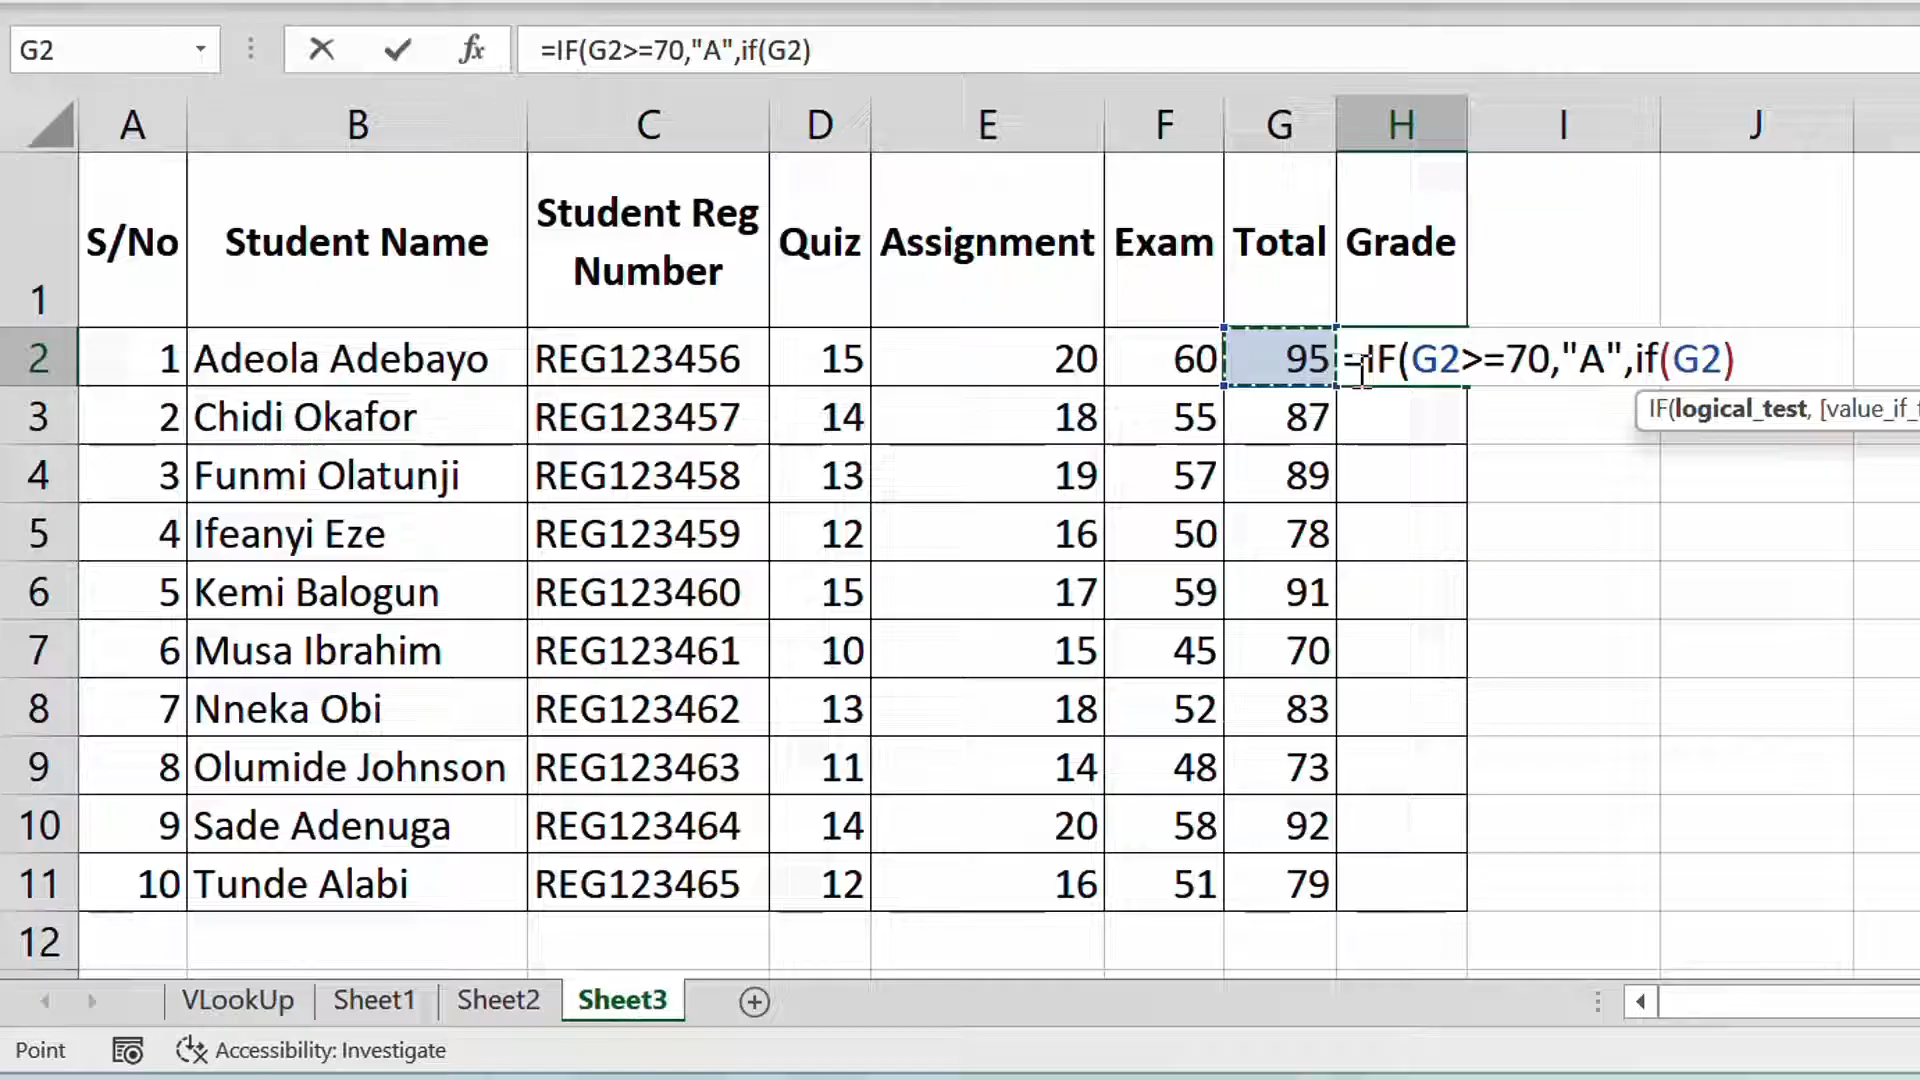 G2 =IF(G2>=70,"A",if(G2)
A B C D E F G H I J
1 S/No Student Name Student Reg Number Quiz Assignment Exam Total Grade
2 1 Adeola Adebayo REG123456 15 20 60 95 =IF(G2>=70,"A",if(G2)
IF(logical_test, [value_if_
3 2 Chidi Okafor REG123457 14 18 55 87
4 3 Funmi Olatunji REG123458 13 19 57 89
5 4 Ifeanyi Eze REG123459 12 16 50 78
6 5 Kemi Balogun REG123460 15 17 59 91
7 6 Musa Ibrahim REG123461 10 15 45 70
8 7 Nneka Obi REG123462 13 18 52 83
9 8 Olumide Johnson REG123463 11 14 48 73
10 9 Sade Adenuga REG123464 14 20 58 92
11 10 Tunde Alabi REG123465 12 16 51 79
12
VLookUp Sheet1 Sheet2 Sheet3
Point Accessibility: Investigate